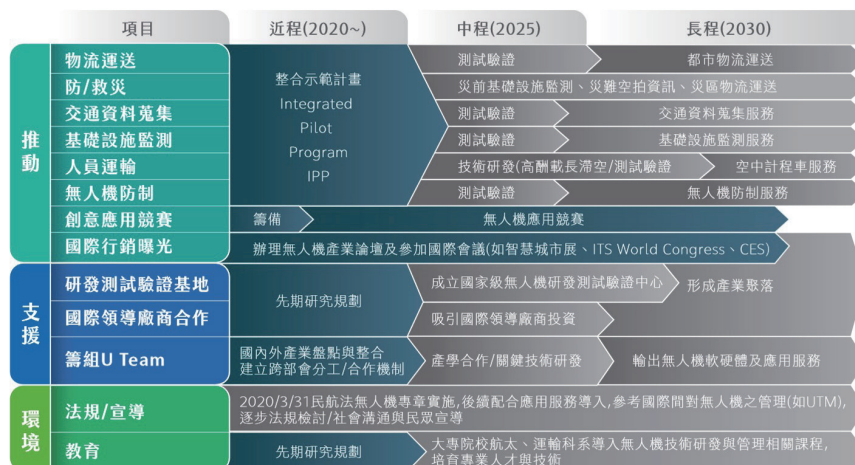 項目 近程(2020~) 中程(2025) 長程(2030)
推動
物流運送
防/救災
交通資料蒐集
基礎設施監測
人員運輸
無人機防制
整合示範計畫
Integrated
Pilot
Program
IPP
測試驗證 都市物流運送
災前基礎設施監測、災難空拍資訊、災區物流運送
測試驗證 交通資料蒐集服務
測試驗證 基礎設施監測服務
技術研發(高酬載長滯空/測試驗證 空中計程車服務
測試驗證 無人機防制服務
創意應用競賽 籌備 無人機應用競賽
國際行銷曝光 辦理無人機產業論壇及參加國際會議(如智慧城市展、ITS World Congress、CES)
支援
研發測試驗證基地
國際領導廠商合作
先期研究規劃
成立國家級無人機研發測試驗證中心 形成產業聚落
吸引國際領導廠商投資
籌組U Team
國內外產業盤點與整合
建立跨部會分工/合作機制
產學合作/關鍵技術研發 輸出無人機軟硬體及應用服務
環境
法規/宣導
2020/3/31民航法無人機專章實施,後續配合應用服務導入,參考國際間對無人機之管理(如UTM),
逐步法規檢討/社會溝通與民眾宣導
教育 先期研究規劃
大專院校航太、運輸科系導入無人機技術研發與管理相關課程,
培育專業人才與技術